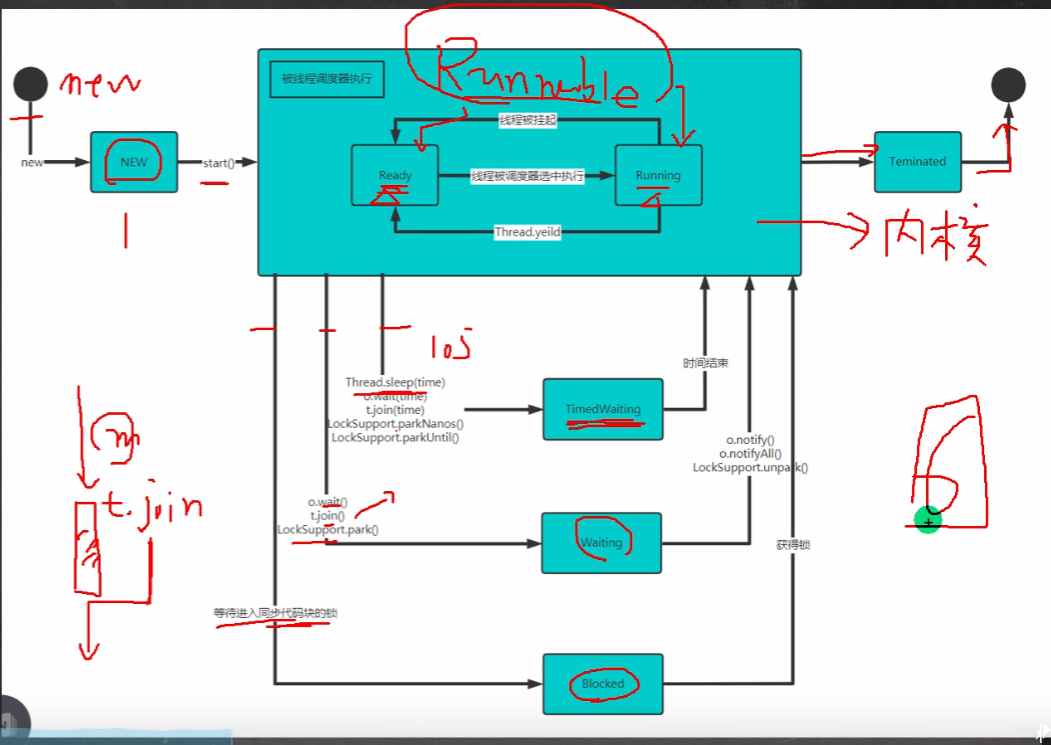 new
Runnable
被线程调度器执行
线程被挂起
new
NEW
start()
Ready
线程被调度器选中执行
Running
Teminated
Thread.yeild
内核
1
10s
时间结束
Thread.sleep(time)
o.wait(time)
t.join(time)
LockSupport.parkNanos()
LockSupport.parkUntil()
TimedWaiting
o.notify()
o.notifyAll()
LockSupport.unpark()
m
t.join
o.wait()
t.join()
LockSupport.park()
Waiting
获得锁
等待进入同步代码块的锁
Blocked